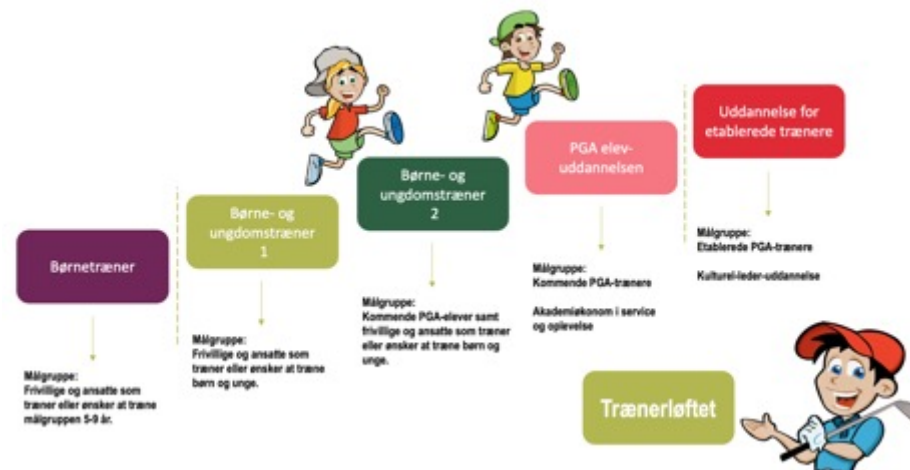 Børnetræner
Målgruppe:
Frivillige og ansatte som
træner eller ønsker at træne
målgruppen 5-9 år.
Børne- og
ungdomstræner
1
Målgruppe:
Frivillige og ansatte som
træner eller ønsker at træne
børn og unge.
Børne- og
ungdomstræner
2
Målgruppe:
Kommende PGA-elever samt
frivillige og ansatte som træner
eller ønsker at træne børn og
unge.
PGA elev-
uddannelsen
Målgruppe:
Kommende PGA-trænere
Akademiøkonom i service
og oplevelse
Uddannelse for
etablerede trænere
Målgruppe:
Etablerede PGA-trænere
Kulturel-leder-uddannelse
Trænerløftet